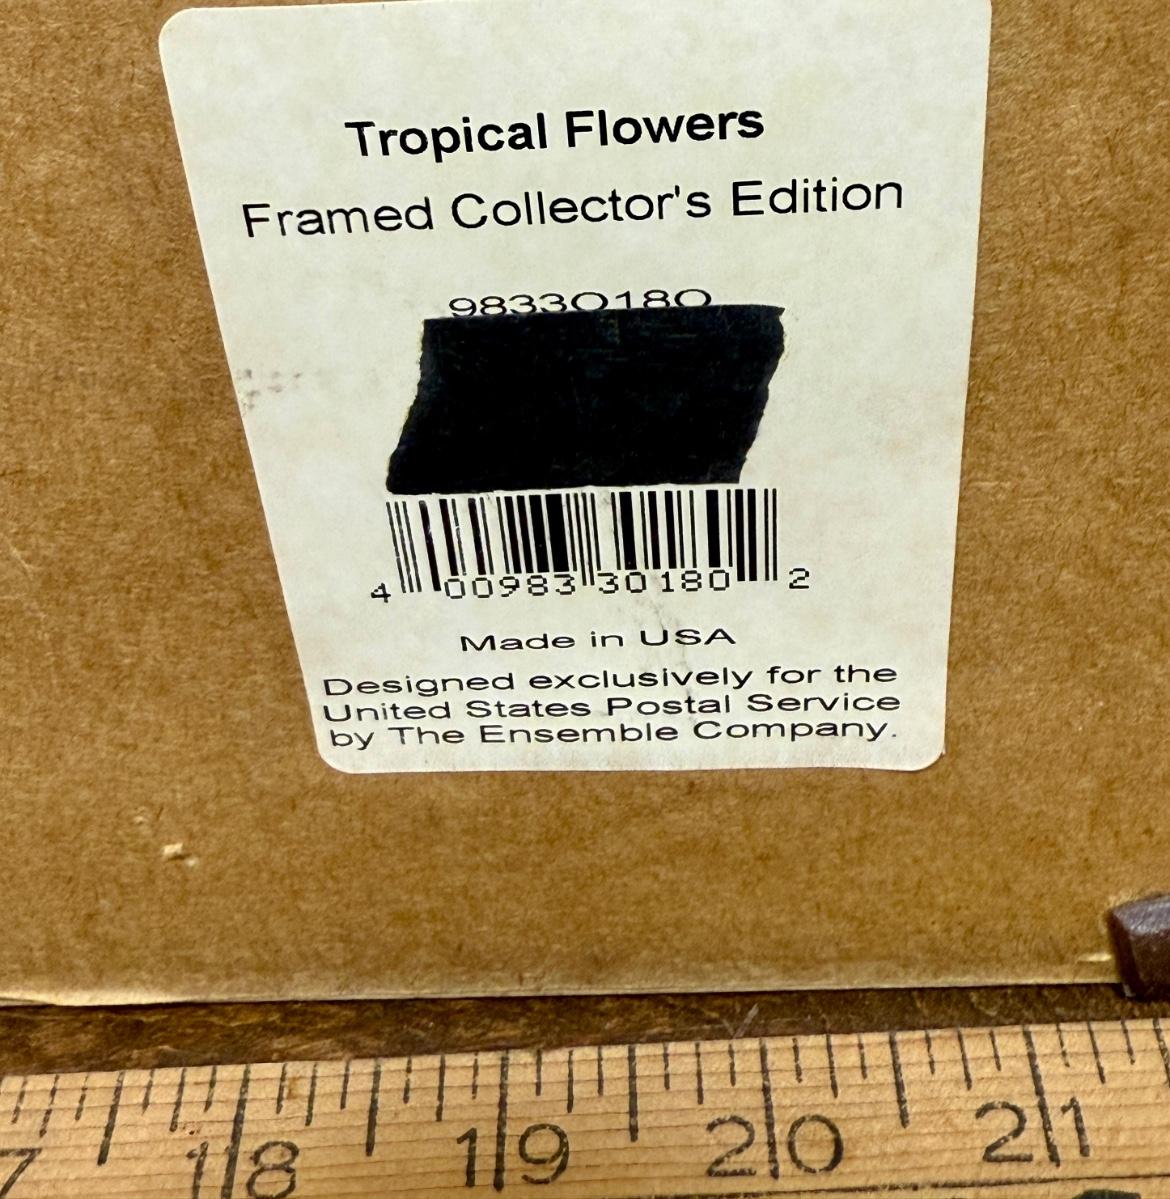 Tropical Flowers
Framed Collector's Edition
98330180
4 00983 30180 2
Made in USA
Designed exclusively for the
United States Postal Service
by The Ensemble Company.
7 18 19 20 21